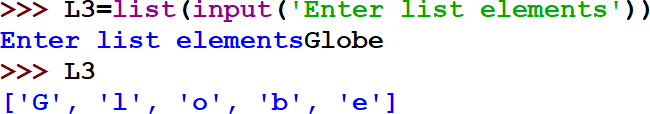 >>> L3=list(input('Enter list elements'))
Enter list elementsGlobe
>>> L3
['G', 'l', 'o', 'b', 'e']